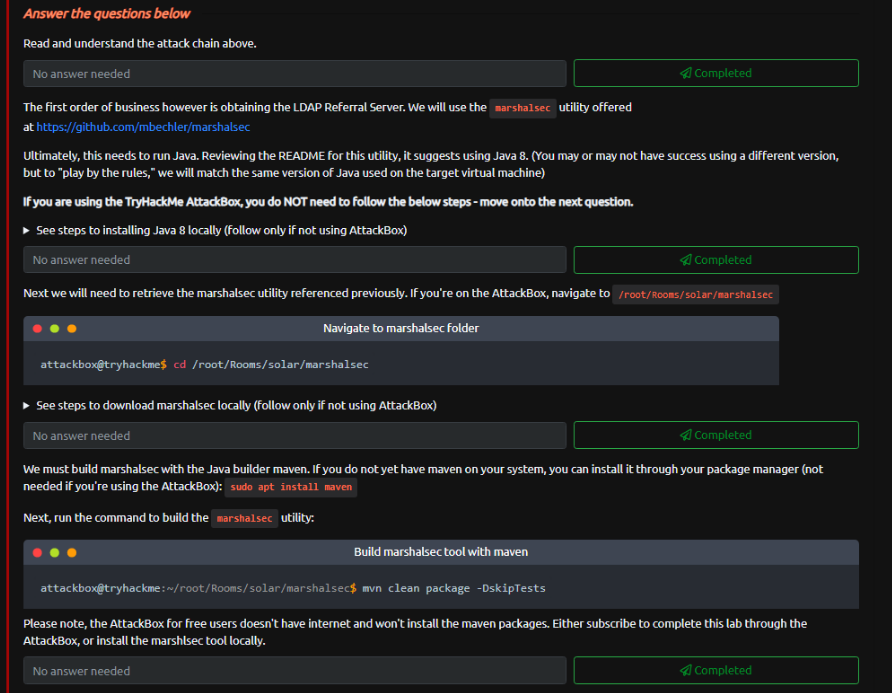 Answer the questions below
Read and understand the attack chain above.
No answer needed
Completed
The first order of business however is obtaining the LDAP Referral Server. We will use the marshalsec utility offered
at https://github.com/mbechler/marshalsec
Ultimately, this needs to run Java. Reviewing the README for this utility, it suggests using Java 8. (You may or may not have success using a different version,
but to "play by the rules," we will match the same version of Java used on the target virtual machine)
If you are using the TryHackMe AttackBox, you do NOT need to follow the below steps - move onto the next question.
See steps to installing Java 8 locally (follow only if not using AttackBox)
No answer needed
Completed
Next we will need to retrieve the marshalsec utility referenced previously. If you're on the AttackBox, navigate to /root/Rooms/solar/marshalsec
Navigate to marshalsec folder
attackbox@tryhackme$ cd /root/Rooms/solar/marshalsec
See steps to download marshalsec locally (follow only if not using AttackBox)
No answer needed
Completed
We must build marshalsec with the Java builder maven. If you do not yet have maven on your system, you can install it through your package manager (not
needed if you're using the AttackBox): sudo apt install maven
Next, run the command to build the marshalsec utility:
Build marshalsec tool with maven
attackbox@tryhackme:~/root/Rooms/solar/marshalsec$ mvn clean package -DskipTests
Please note, the AttackBox for free users doesn't have internet and won't install the maven packages. Either subscribe to complete this lab through the
AttackBox, or install the marshlsec tool locally.
No answer needed
Completed